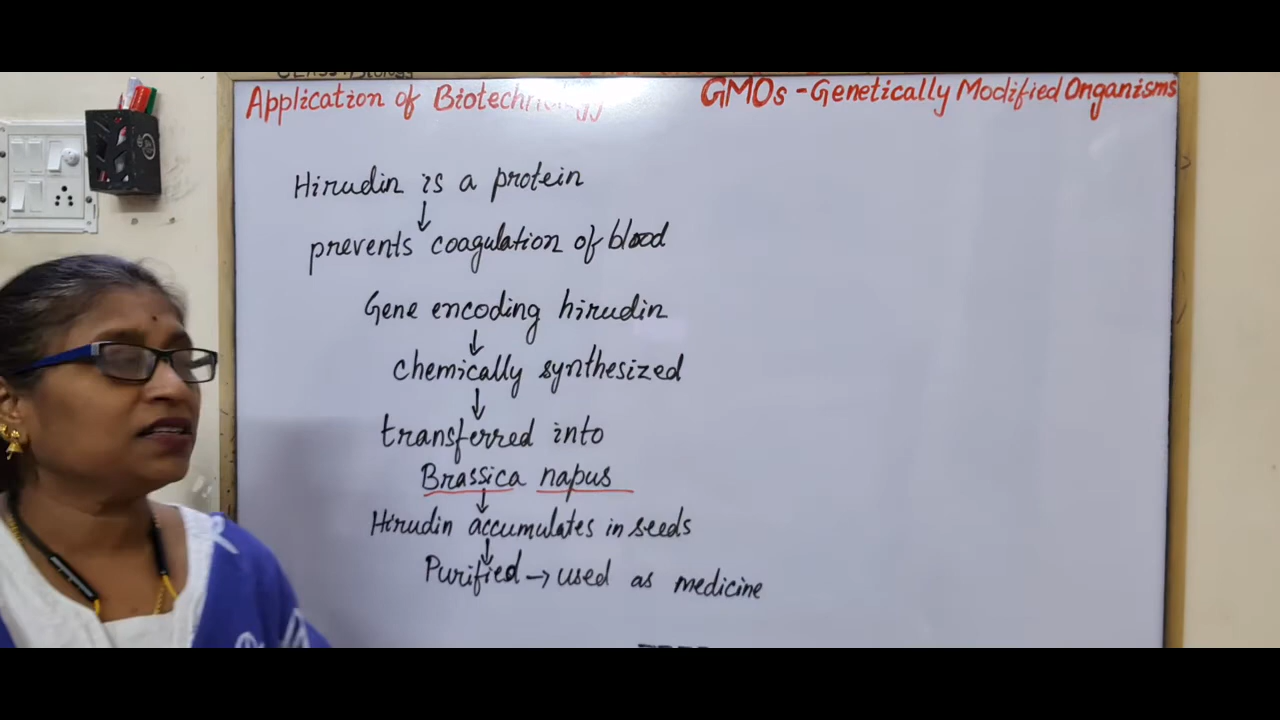 Application of Biotechnology
GMOs - Genetically Modified Organisms
Hirudin is a protein
↓
prevents coagulation of blood
Gene encoding hirudin
↓
chemically synthesized
↓
transferred into
Brassica napus
↓
Hirudin accumulates in seeds
↓
Purified → used as medicine